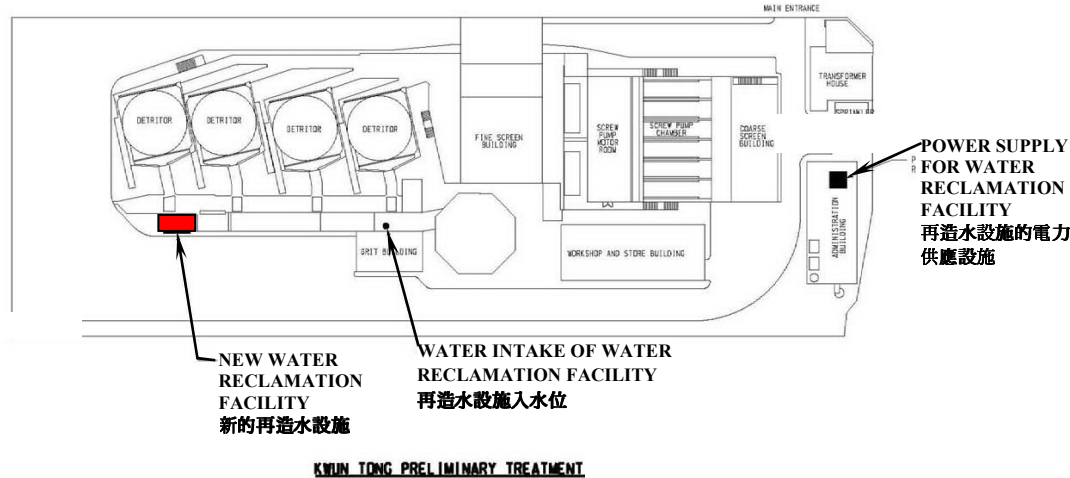 MAIN ENTRANCE
TRANSFORMER
HOUSE
DETRITOR
DETRITOR
DETRITOR
DETRITOR
FINE SCREEN
BUILDING
SCREW
PUMP
MOTOR
ROOM
SCREW PUMP
CHAMBER
COARSE
SCREEN
BUILDING
POWER SUPPLY
FOR WATER
RECLAMATION
FACILITY
再造水設施的電力
供應設施
P
R
ADMINISTRATION
BUILDING
GRIT BUILDING
WORKSHOP AND STORE BUILDING
NEW WATER
RECLAMATION
FACILITY
新的再造水設施
WATER INTAKE OF WATER
RECLAMATION FACILITY
再造水設施入水位
KWUN TONG PRELIMINARY TREATMENT